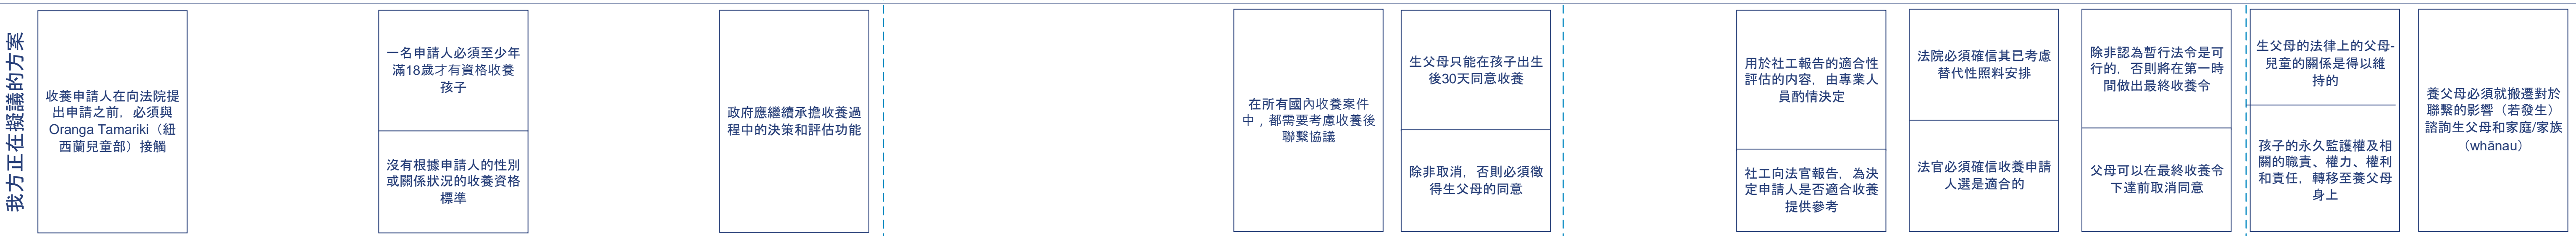 我方正在擬議的方案
收養申請人在向法院提
出申請之前，必須與
Oranga Tamariki（紐
西蘭兒童部）接觸
一名申請人必須至少年
滿18歲才有資格收養
孩子
沒有根據申請人的性別
或關係狀況的收養資格
標準
政府應繼續承擔收養過
程中的決策和評估功能
在所有國內收養案件
中，都需要考慮收養後
聯繫協議
生父母只能在孩子出生
後30天同意收養
除非取消，否則必須徵
得生父母的同意
用於社工報告的適合性
評估的內容，由專業人
員酌情決定
社工向法官報告，為決
定申請人是否適合收養
提供參考
法院必須確信其已考慮
替代性照料安排
法官必須確信收養申請
人選是適合的
除非認為暫行法令是可
行的，否則將在第一時
間做出最終收養令
父母可以在最終收養令
下達前取消同意
生父母的法律上的父母-
兒童的關係是得以維
持的
孩子的永久監護權及相
關的職責、權力、權利
和責任，轉移至養父母
身上
養父母必須就搬遷對於
聯繫的影響（若發生）
諮詢生父母和家庭/家族
（whānau）